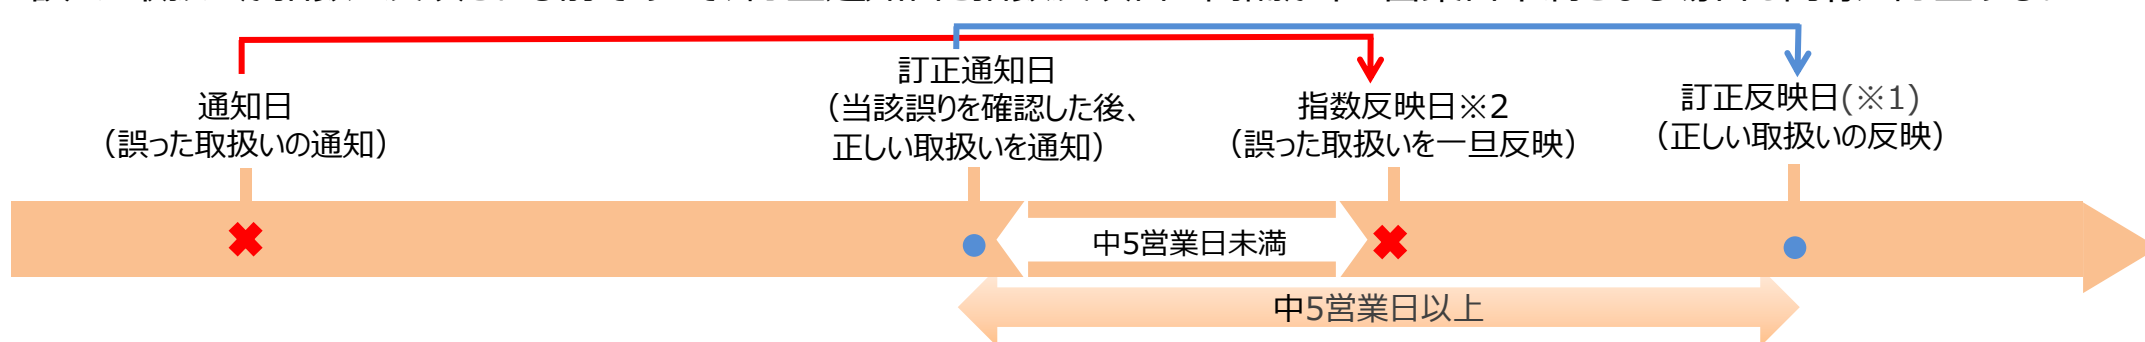 通知日
（誤った取扱いの通知）
訂正通知日
（当該誤りを確認した後、
正しい取扱いを通知）
指数反映日※2
（誤った取扱いを一旦反映）
訂正反映日(※1)
（正しい取扱いの反映）
中5営業日未満
中5営業日以上